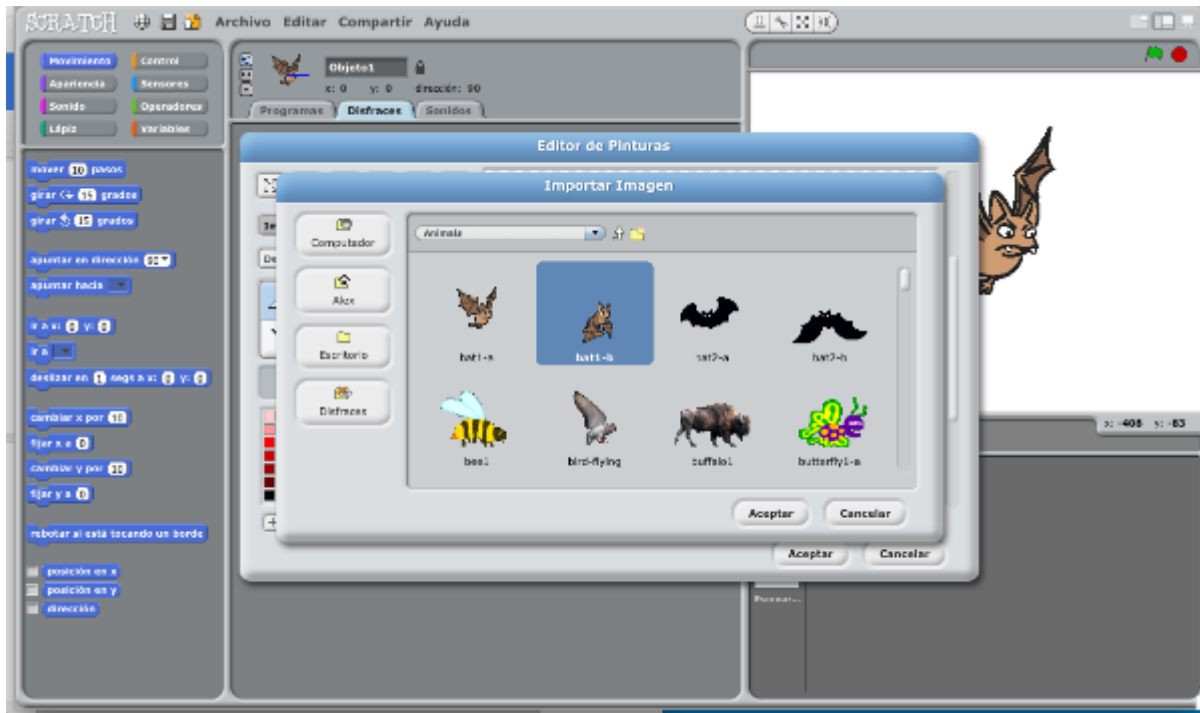 SCRATCH Archivo Editar Compartir Ayuda
Movimiento Control
Apariencia Sensores
Sonido Operadores
Lápiz Variables
Objeto1
x: 0 y: 0 dirección: 90
Programas Disfraces Sonidos
mover 10 pasos
girar 15 grados
girar 15 grados
apuntar en dirección 90
apuntar hacia
ir a x: 0 y: 0
ir a
deslizar en 1 segs a x: 0 y: 0
cambiar x por 10
fijar x a 0
cambiar y por 10
fijar y a 0
rebotar si está tocando un borde
posición en x
posición en y
dirección
Editor de Pinturas
Importar Imagen
Computador
Alex
Escritorio
Disfraces
Animals
bat1-a bat1-b bat2-a bat2-b
bee1 bird-flying buffalo1 butterfly1-a
Aceptar Cancelar
Aceptar Cancelar
x: -408 y: -83